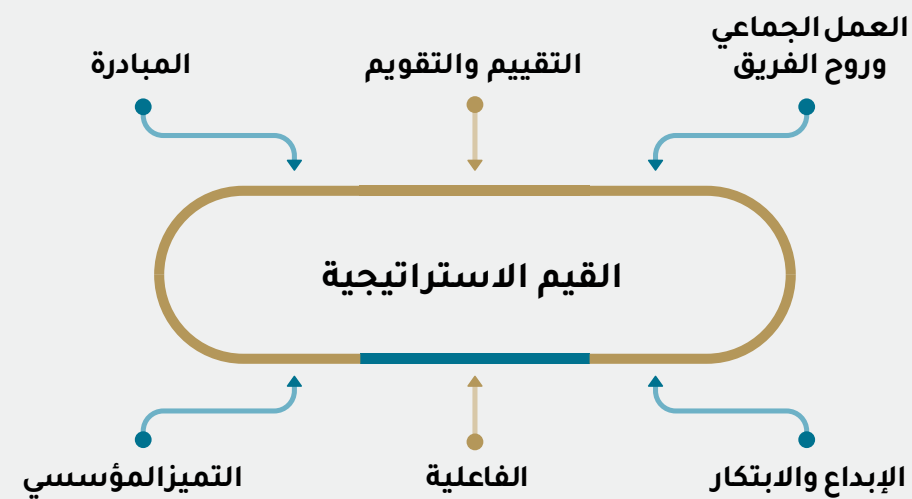 العمل الجماعي
وروح الفريق
التقييم والتقويم
المبادرة
القيم الاستراتيجية
الإبداع والابتكار
الفاعلية
التميزالمؤسسي